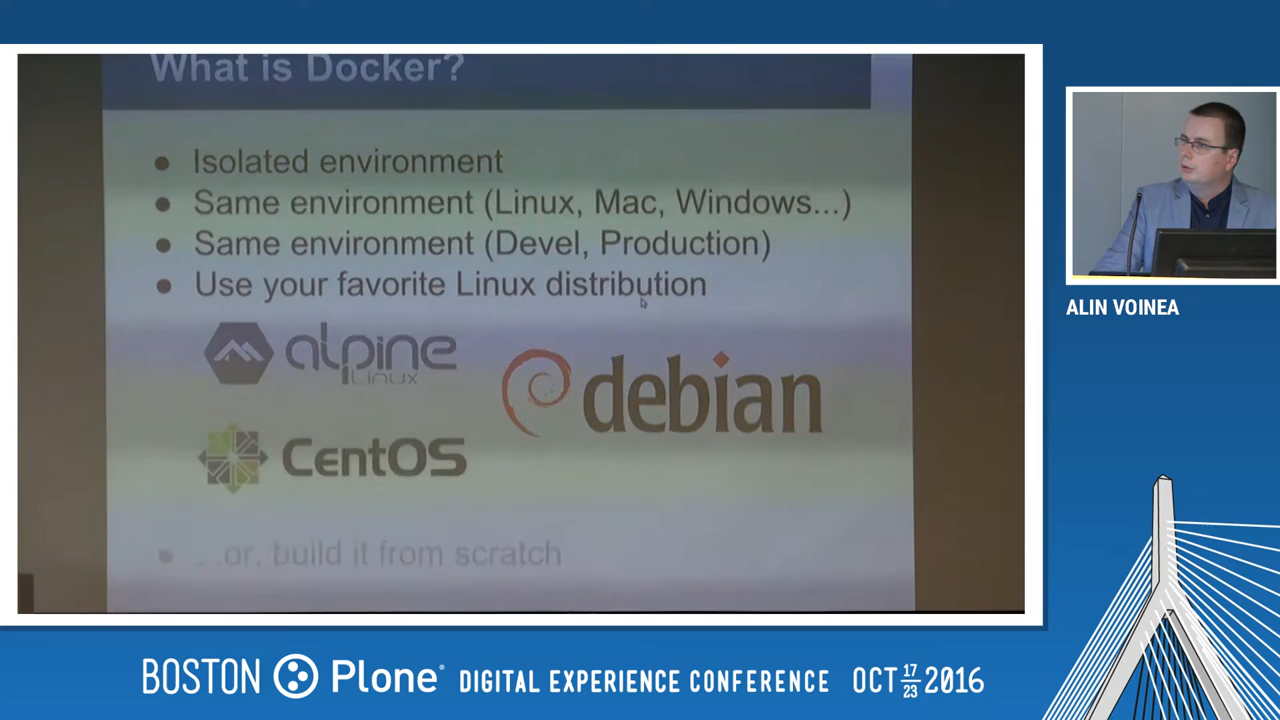 What is Docker?
● Isolated environment
● Same environment (Linux, Mac, Windows...)
● Same environment (Devel, Production)
● Use your favorite Linux distribution
alpine
Linux
debian
CentOS
● ...or, build it from scratch
ALIN VOINEA
BOSTON Plone® DIGITAL EXPERIENCE CONFERENCE OCT 17 23 2016